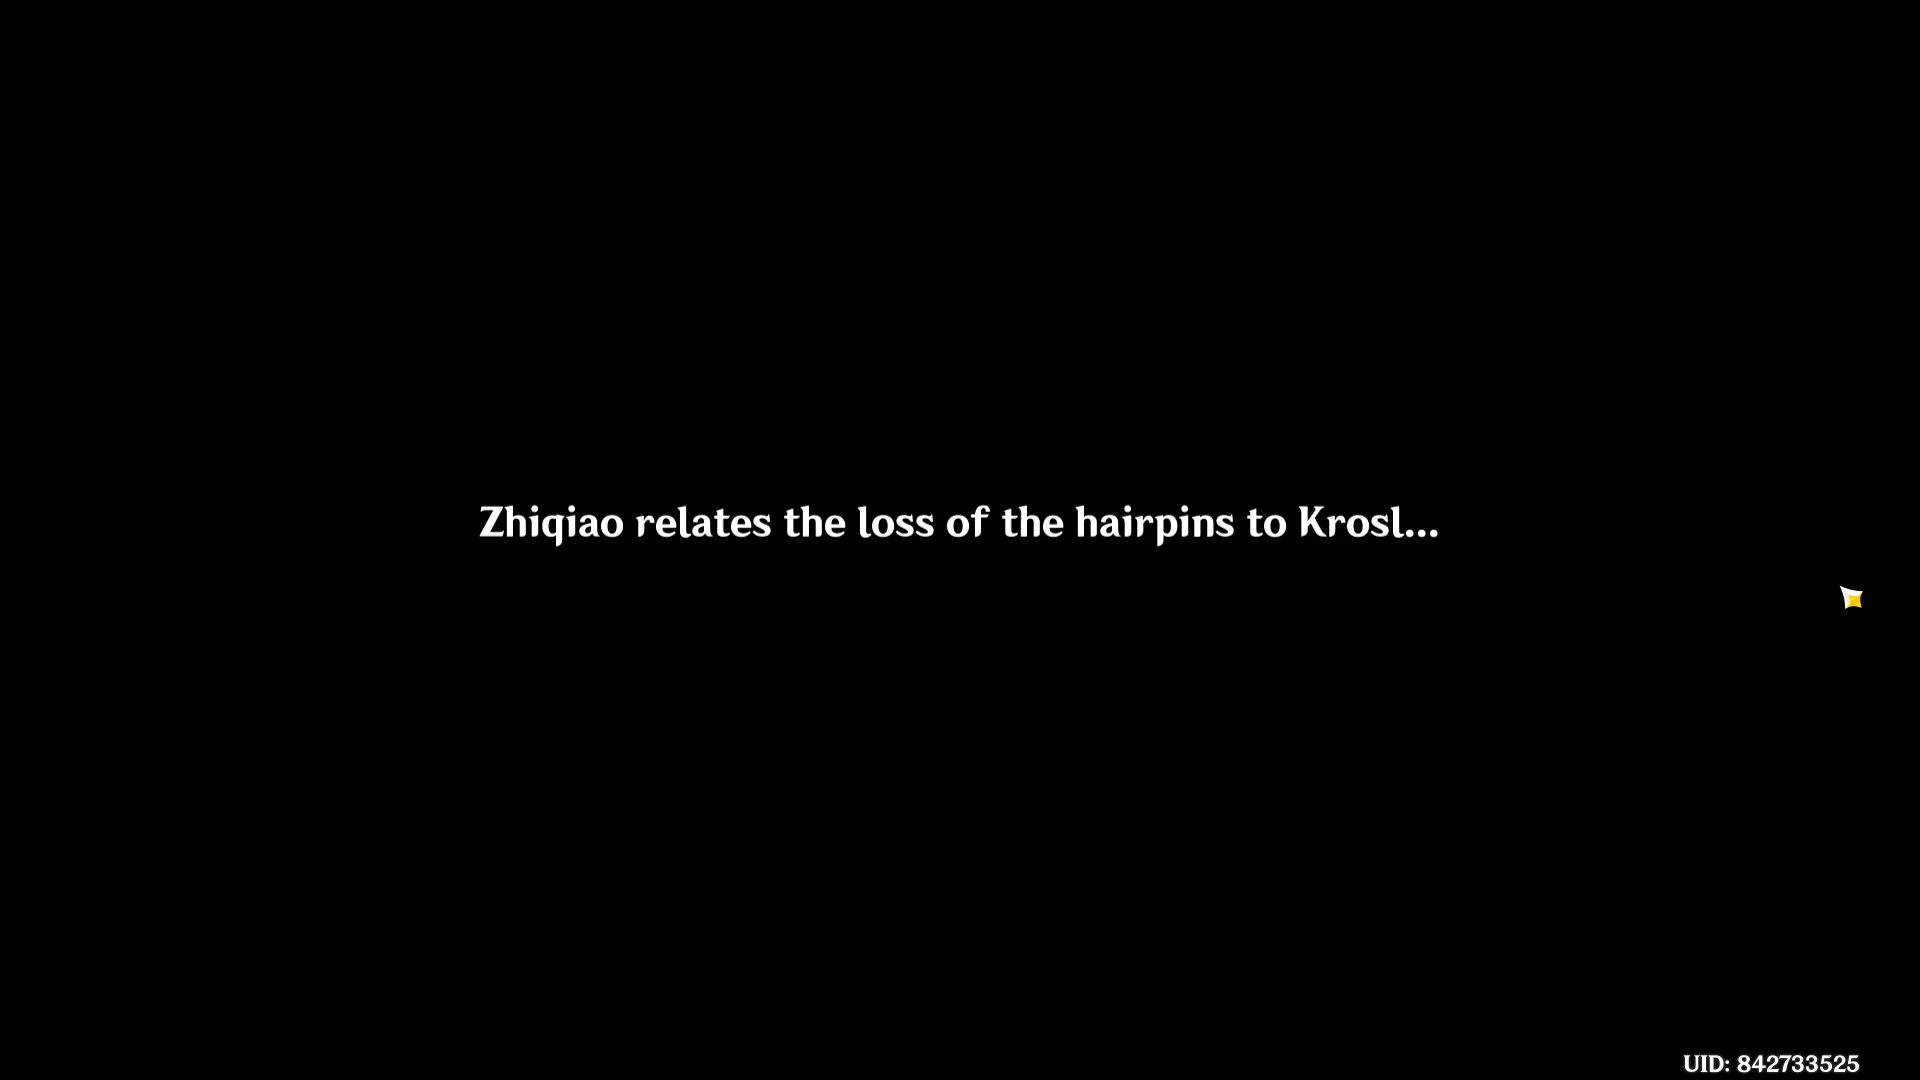 Zhiqiao relates the loss of the hairpins to Krosl...
UID: 842733525